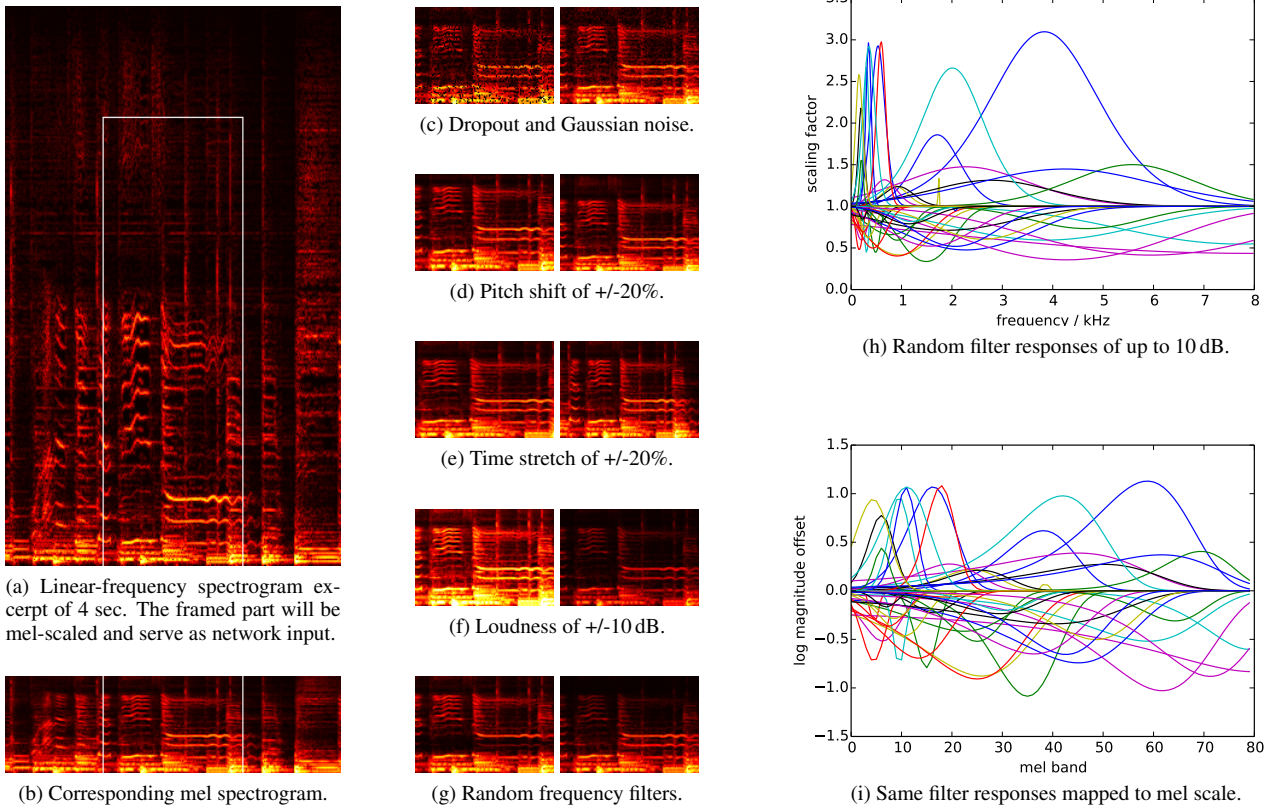 (a) Linear-frequency spectrogram ex-
cerpt of 4 sec. The framed part will be
mel-scaled and serve as network input.
(b) Corresponding mel spectrogram.
(c) Dropout and Gaussian noise.
(d) Pitch shift of +/-20%.
(e) Time stretch of +/-20%.
(f) Loudness of +/-10 dB.
(g) Random frequency filters.
3.5
3.0
2.5
2.0
1.5
1.0
0.5
0.0
scaling factor
0 1 2 3 4 5 6 7 8
frequency / kHz
(h) Random filter responses of up to 10 dB.
1.5
1.0
0.5
0.0
−0.5
−1.0
−1.5
log magnitude offset
0 10 20 30 40 50 60 70 80
mel band
(i) Same filter responses mapped to mel scale.